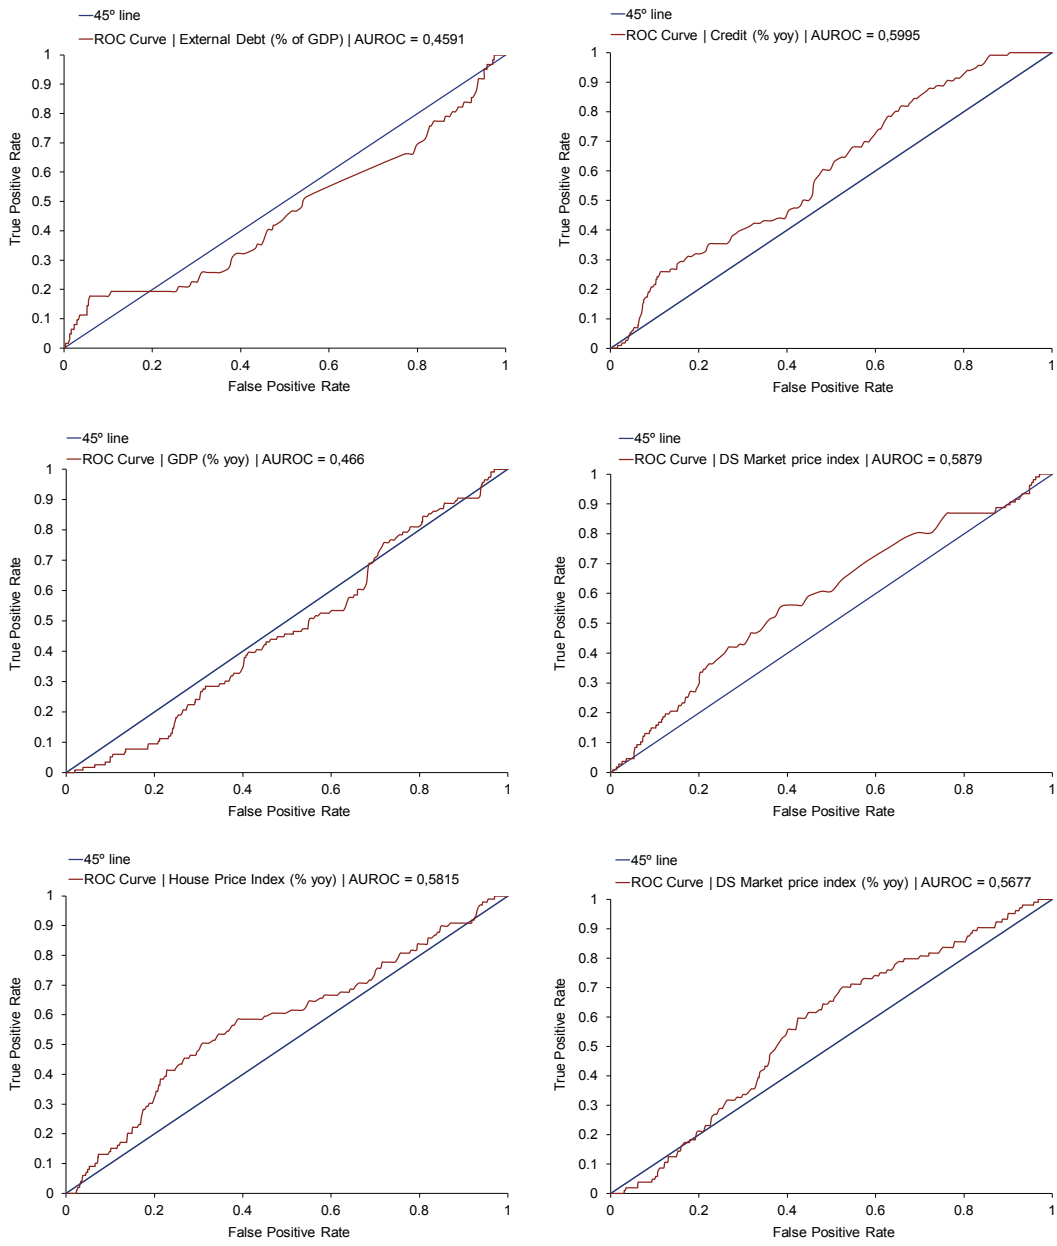 45º line
ROC Curve | External Debt (% of GDP) | AUROC = 0,4591
1
0.9
0.8
0.7
0.6
0.5
0.4
0.3
0.2
0.1
0
True Positive Rate
0 0.2 0.4 0.6 0.8 1
False Positive Rate
45º line
ROC Curve | Credit (% yoy) | AUROC = 0,5995
1
0.9
0.8
0.7
0.6
0.5
0.4
0.3
0.2
0.1
0
True Positive Rate
0 0.2 0.4 0.6 0.8 1
False Positive Rate
45º line
ROC Curve | GDP (% yoy) | AUROC = 0,466
1
0.9
0.8
0.7
0.6
0.5
0.4
0.3
0.2
0.1
0
True Positive Rate
0 0.2 0.4 0.6 0.8 1
False Positive Rate
45º line
ROC Curve | DS Market price index | AUROC = 0,5879
1
0.9
0.8
0.7
0.6
0.5
0.4
0.3
0.2
0.1
0
True Positive Rate
0 0.2 0.4 0.6 0.8 1
False Positive Rate
45º line
ROC Curve | House Price Index (% yoy) | AUROC = 0,5815
1
0.9
0.8
0.7
0.6
0.5
0.4
0.3
0.2
0.1
0
True Positive Rate
0 0.2 0.4 0.6 0.8 1
False Positive Rate
45º line
ROC Curve | DS Market price index (% yoy) | AUROC = 0,5677
1
0.9
0.8
0.7
0.6
0.5
0.4
0.3
0.2
0.1
0
True Positive Rate
0 0.2 0.4 0.6 0.8 1
False Positive Rate